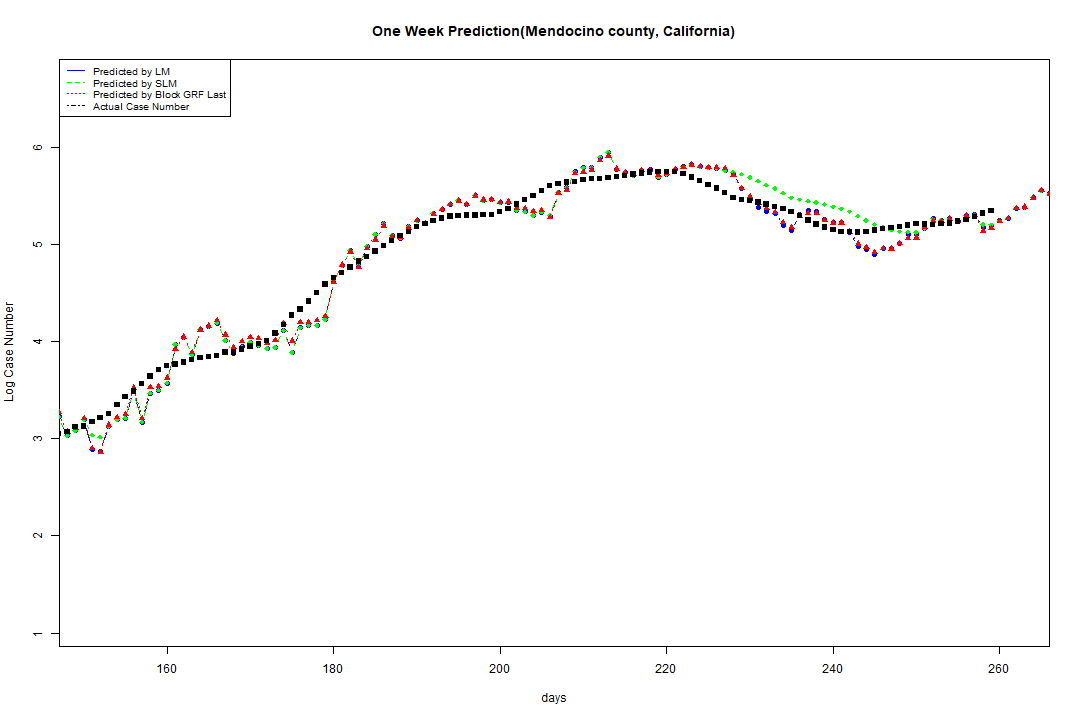 One Week Prediction(Mendocino county, California)
Predicted by LM
Predicted by SLM
Predicted by Block GRF Last
Actual Case Number
6
5
4
3
2
1
Log Case Number
160 180 200 220 240 260
days